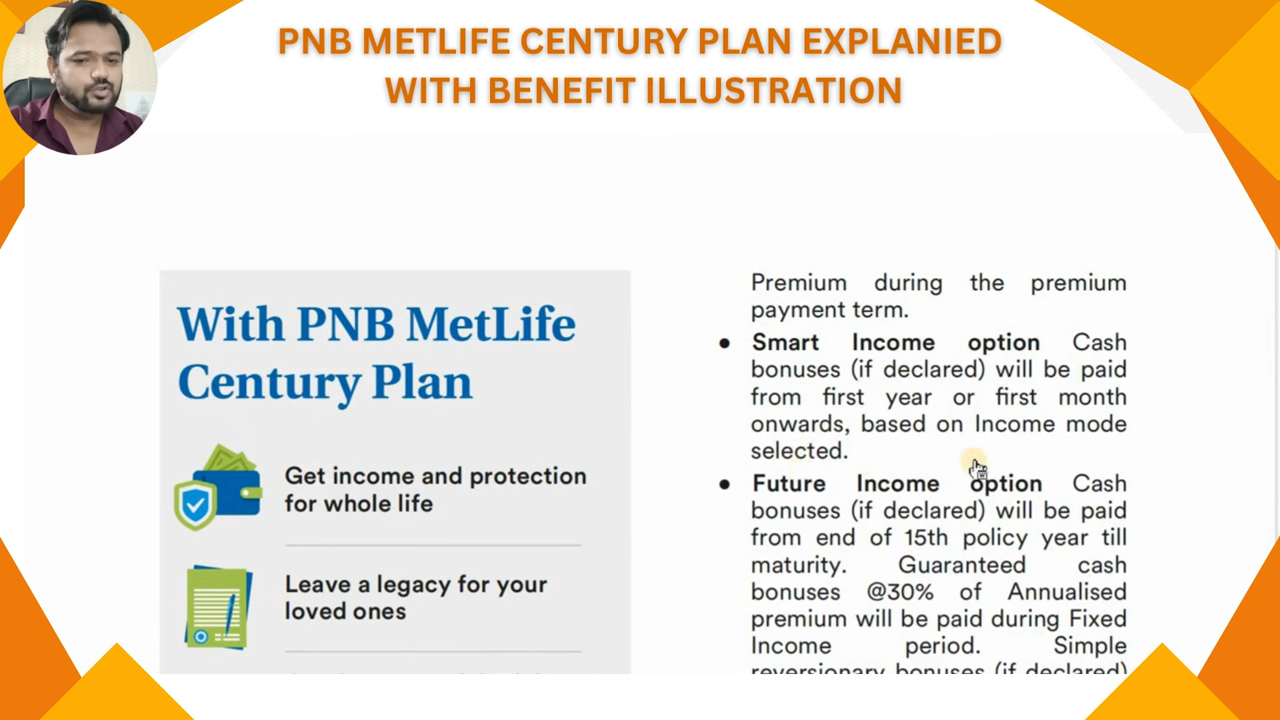 PNB METLIFE CENTURY PLAN EXPLANIED
WITH BENEFIT ILLUSTRATION
With PNB MetLife
Century Plan
Get income and protection
for whole life
Leave a legacy for your
loved ones
Premium during the premium
payment term.
● Smart Income option Cash
bonuses (if declared) will be paid
from first year or first month
onwards, based on Income mode
selected.
● Future Income option Cash
bonuses (if declared) will be paid
from end of 15th policy year till
maturity. Guaranteed cash
bonuses @30% of Annualised
premium will be paid during Fixed
Income period. Simple
reversionary bonuses (if declared)